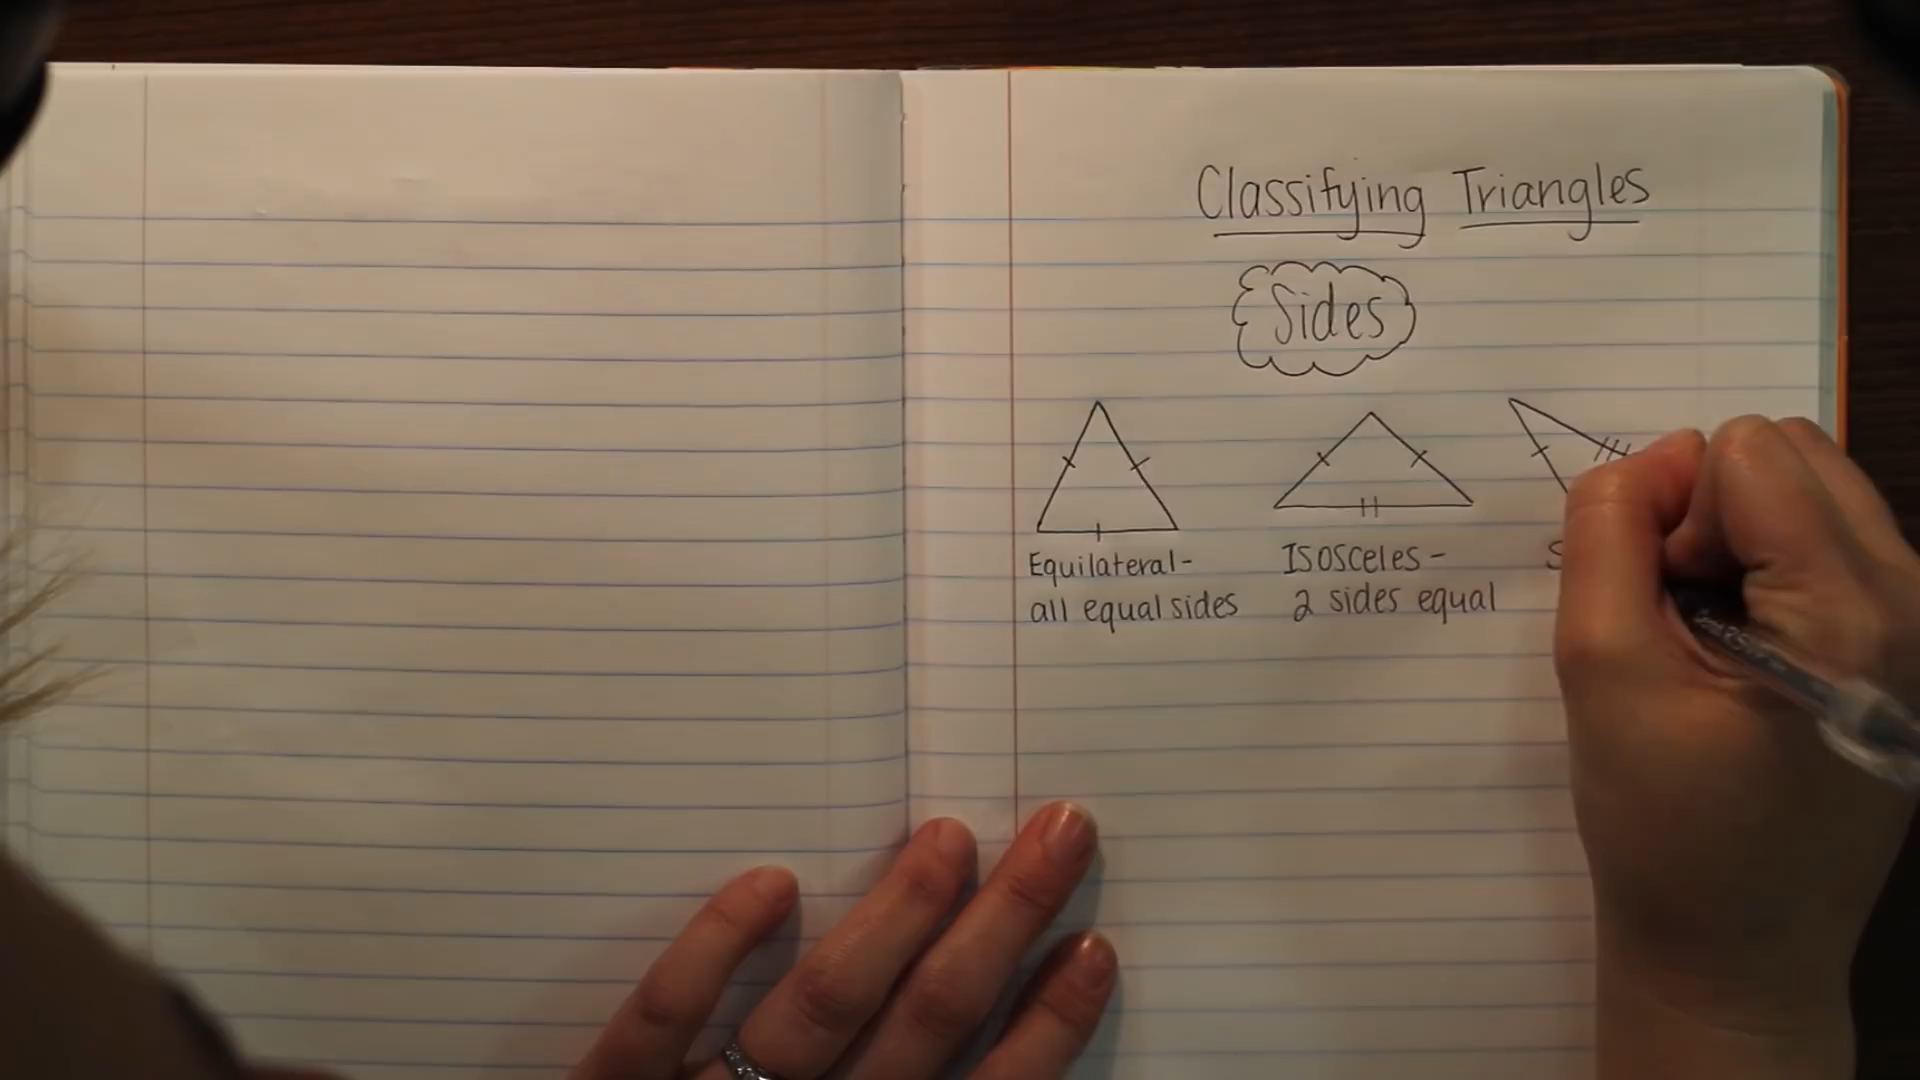 Classifying Triangles
Sides
Equilateral-
all equal sides
Isosceles-
2 sides equal
S